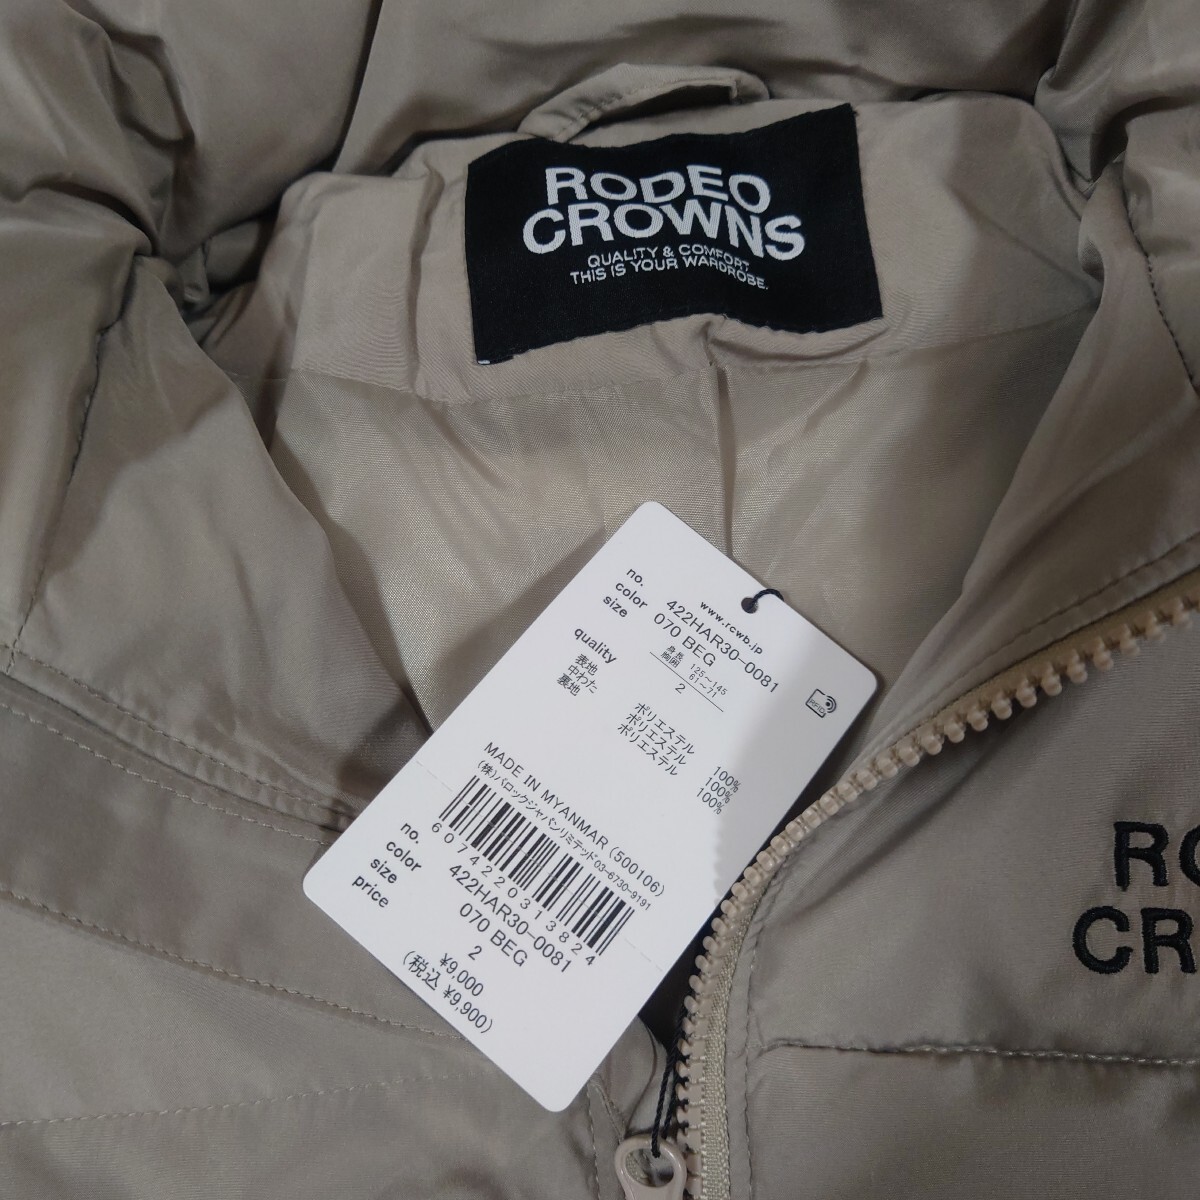 RODEO
CROWNS
QUALITY & COMFORT
THIS IS YOUR WARDROBE.
www.rcwb.jp
no. 422HAR30-0081
color 070 BEG
size 身長 125～145
胸囲 61～71
2
RFID
quality
表地 ポリエステル 100%
中わた ポリエステル 100%
裏地 ポリエステル 100%
MADE IN MYANMAR (500106)
(株)バロックジャパンリミテッド03-6730-9191
6074220313824
no. 422HAR30-0081
color 070 BEG
size 2
price ¥9,000
(税込 ¥9,900)
RO
CR